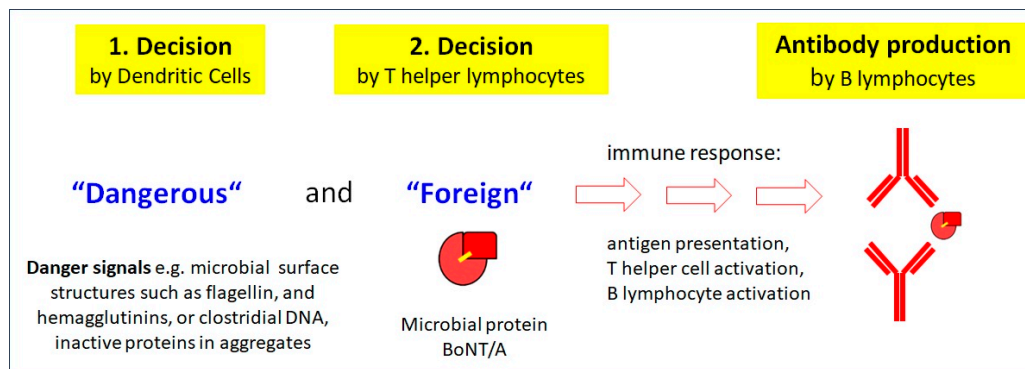 1. Decision
by Dendritic Cells
2. Decision
by T helper lymphocytes
Antibody production
by B lymphocytes
“Dangerous“
and
“Foreign“
immune response:
Danger signals e.g. microbial surface
structures such as flagellin, and
hemagglutinins, or clostridial DNA,
inactive proteins in aggregates
Microbial protein
BoNT/A
antigen presentation,
T helper cell activation,
B lymphocyte activation